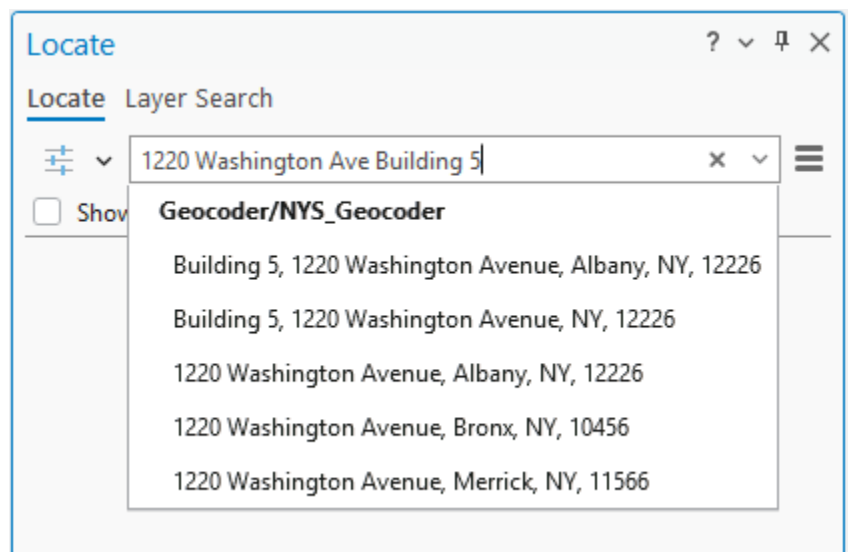 Locate ?
Locate Layer Search
1220 Washington Ave Building 5
Show
Geocoder/NYS_Geocoder
Building 5, 1220 Washington Avenue, Albany, NY, 12226
Building 5, 1220 Washington Avenue, NY, 12226
1220 Washington Avenue, Albany, NY, 12226
1220 Washington Avenue, Bronx, NY, 10456
1220 Washington Avenue, Merrick, NY, 11566